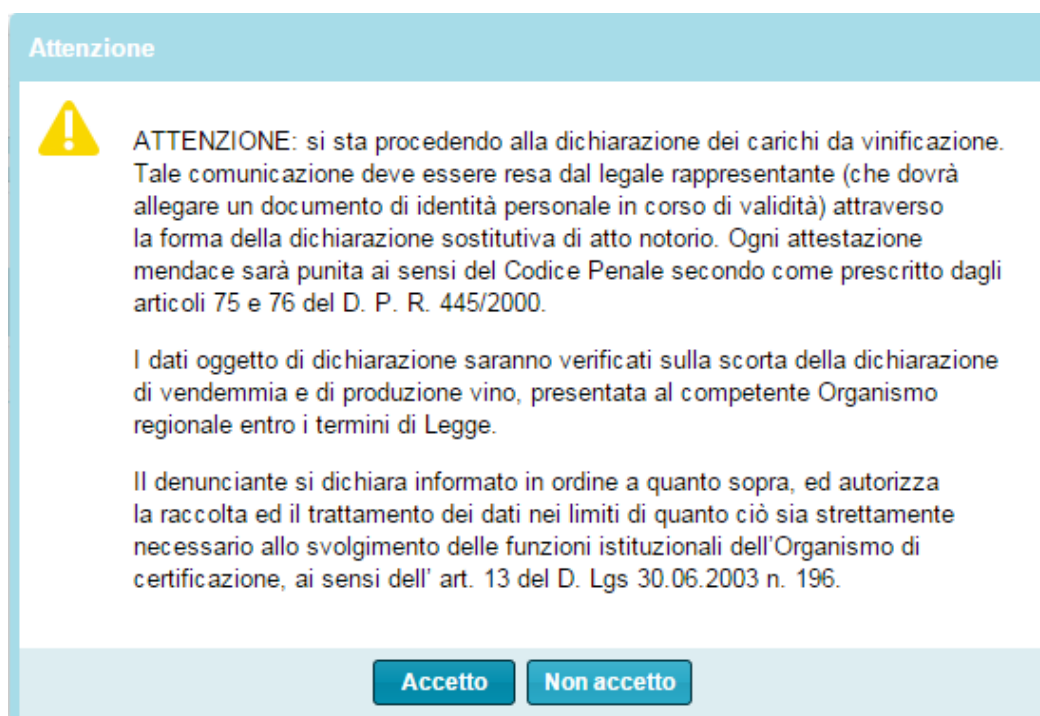 Attenzione
ATTENZIONE: si sta procedendo alla dichiarazione dei carichi da vinificazione.
Tale comunicazione deve essere resa dal legale rappresentante (che dovrà
allegare un documento di identità personale in corso di validità) attraverso
la forma della dichiarazione sostitutiva di atto notorio. Ogni attestazione
mendace sarà punita ai sensi del Codice Penale secondo come prescritto dagli
articoli 75 e 76 del D. P. R. 445/2000.
I dati oggetto di dichiarazione saranno verificati sulla scorta della dichiarazione
di vendemmia e di produzione vino, presentata al competente Organismo
regionale entro i termini di Legge.
Il denunciante si dichiara informato in ordine a quanto sopra, ed autorizza
la raccolta ed il trattamento dei dati nei limiti di quanto ciò sia strettamente
necessario allo svolgimento delle funzioni istituzionali dell'Organismo di
certificazione, ai sensi dell' art. 13 del D. Lgs 30.06.2003 n. 196.
Accetto Non accetto